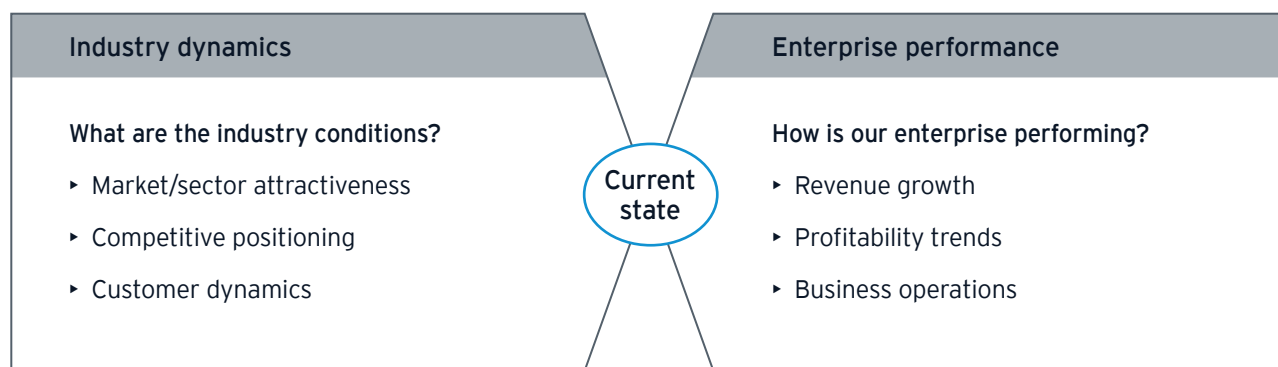 Industry dynamics
What are the industry conditions?
‣ Market/sector attractiveness
‣ Competitive positioning
‣ Customer dynamics
Current
state
Enterprise performance
How is our enterprise performing?
‣ Revenue growth
‣ Profitability trends
‣ Business operations